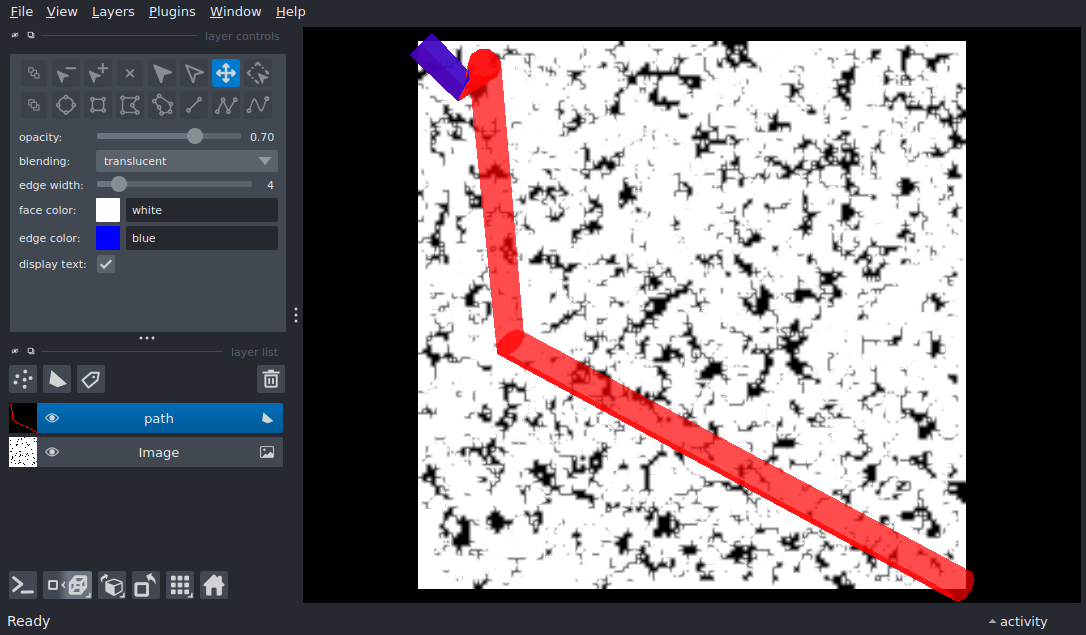 File View Layers Plugins Window Help
layer controls
opacity: 0.70
blending: translucent
edge width: 4
face color: white
edge color: blue
display text:
layer list
path
Image
Ready activity